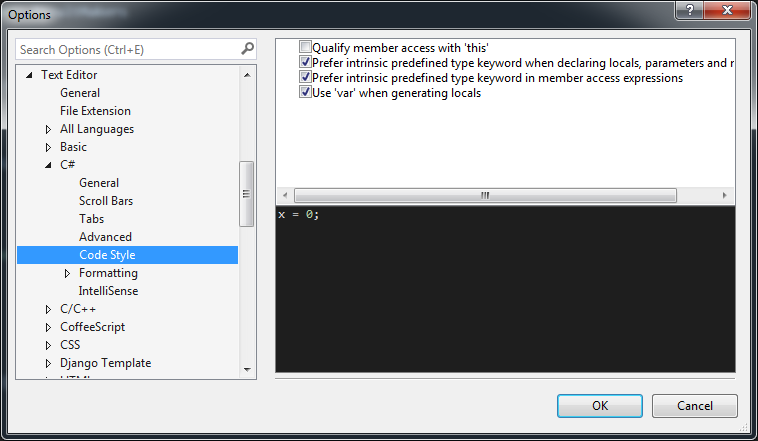 Options
?
Search Options (Ctrl+E)
Text Editor
General
File Extension
All Languages
Basic
C#
General
Scroll Bars
Tabs
Advanced
Code Style
Formatting
IntelliSense
C/C++
CoffeeScript
CSS
Django Template
Qualify member access with 'this'
Prefer intrinsic predefined type keyword when declaring locals, parameters and
Prefer intrinsic predefined type keyword in member access expressions
Use 'var' when generating locals
x = 0;
OK
Cancel